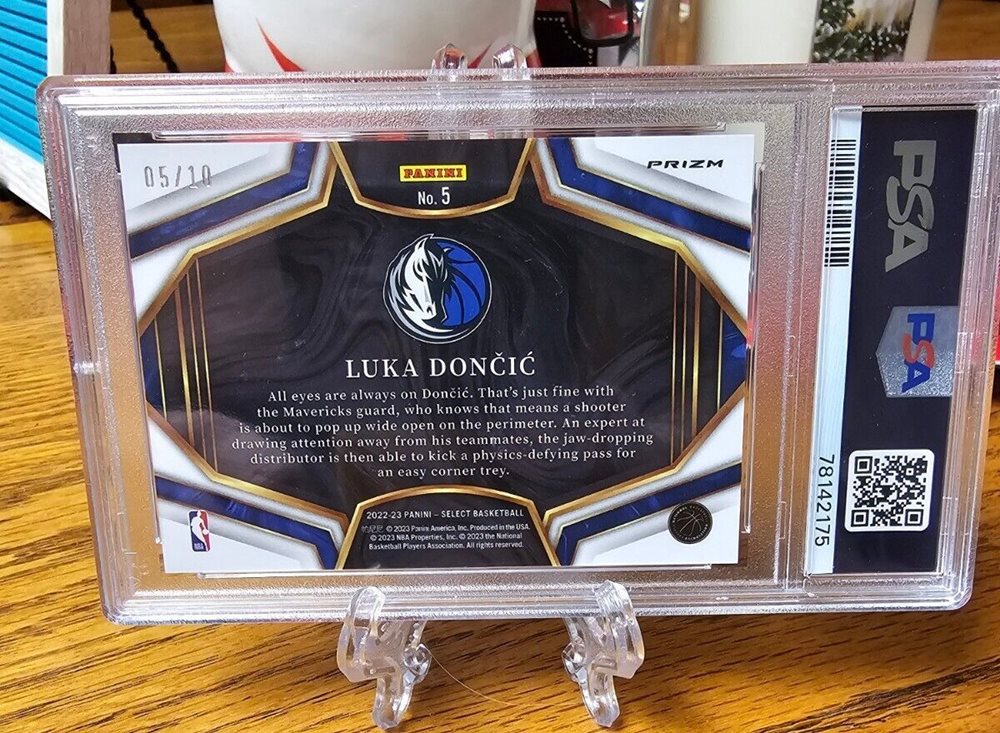 05/10
PANINI
No. 5
PRIZM
LUKA DONČIĆ
All eyes are always on Dončić. That's just fine with
the Mavericks guard, who knows that means a shooter
is about to pop up wide open on the perimeter. An expert at
drawing attention away from his teammates, the jaw-dropping
distributor is then able to kick a physics-defying pass for
an easy corner trey.
2022-23 PANINI – SELECT BASKETBALL
© 2023 Panini America, Inc. Produced in the USA.
© 2023 NBA Properties, Inc. © 2023 the National
Basketball Players Association. All rights reserved.
NBA
PSA
PSA
78142175